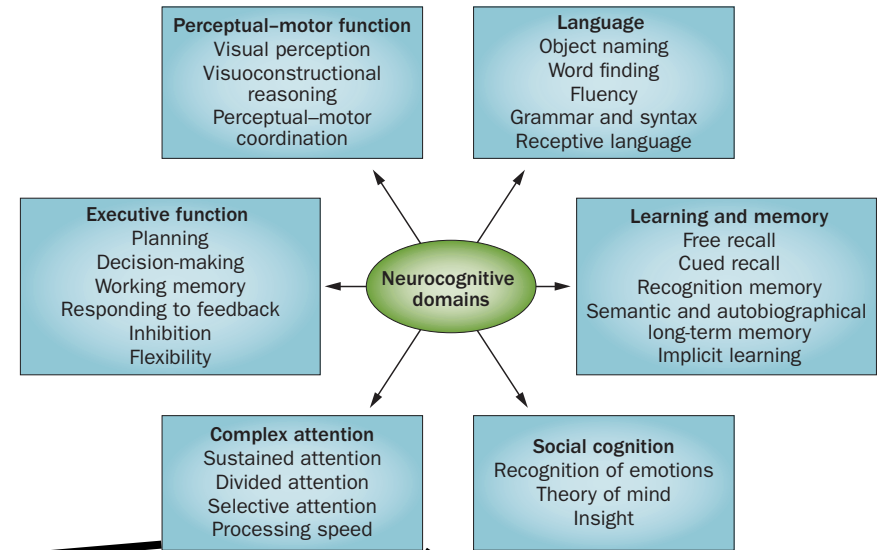 Perceptual–motor function
Visual perception
Visuoconstructional
reasoning
Perceptual–motor
coordination
Language
Object naming
Word finding
Fluency
Grammar and syntax
Receptive language
Executive function
Planning
Decision-making
Working memory
Responding to feedback
Inhibition
Flexibility
Neurocognitive
domains
Learning and memory
Free recall
Cued recall
Recognition memory
Semantic and autobiographical
long-term memory
Implicit learning
Complex attention
Sustained attention
Divided attention
Selective attention
Processing speed
Social cognition
Recognition of emotions
Theory of mind
Insight